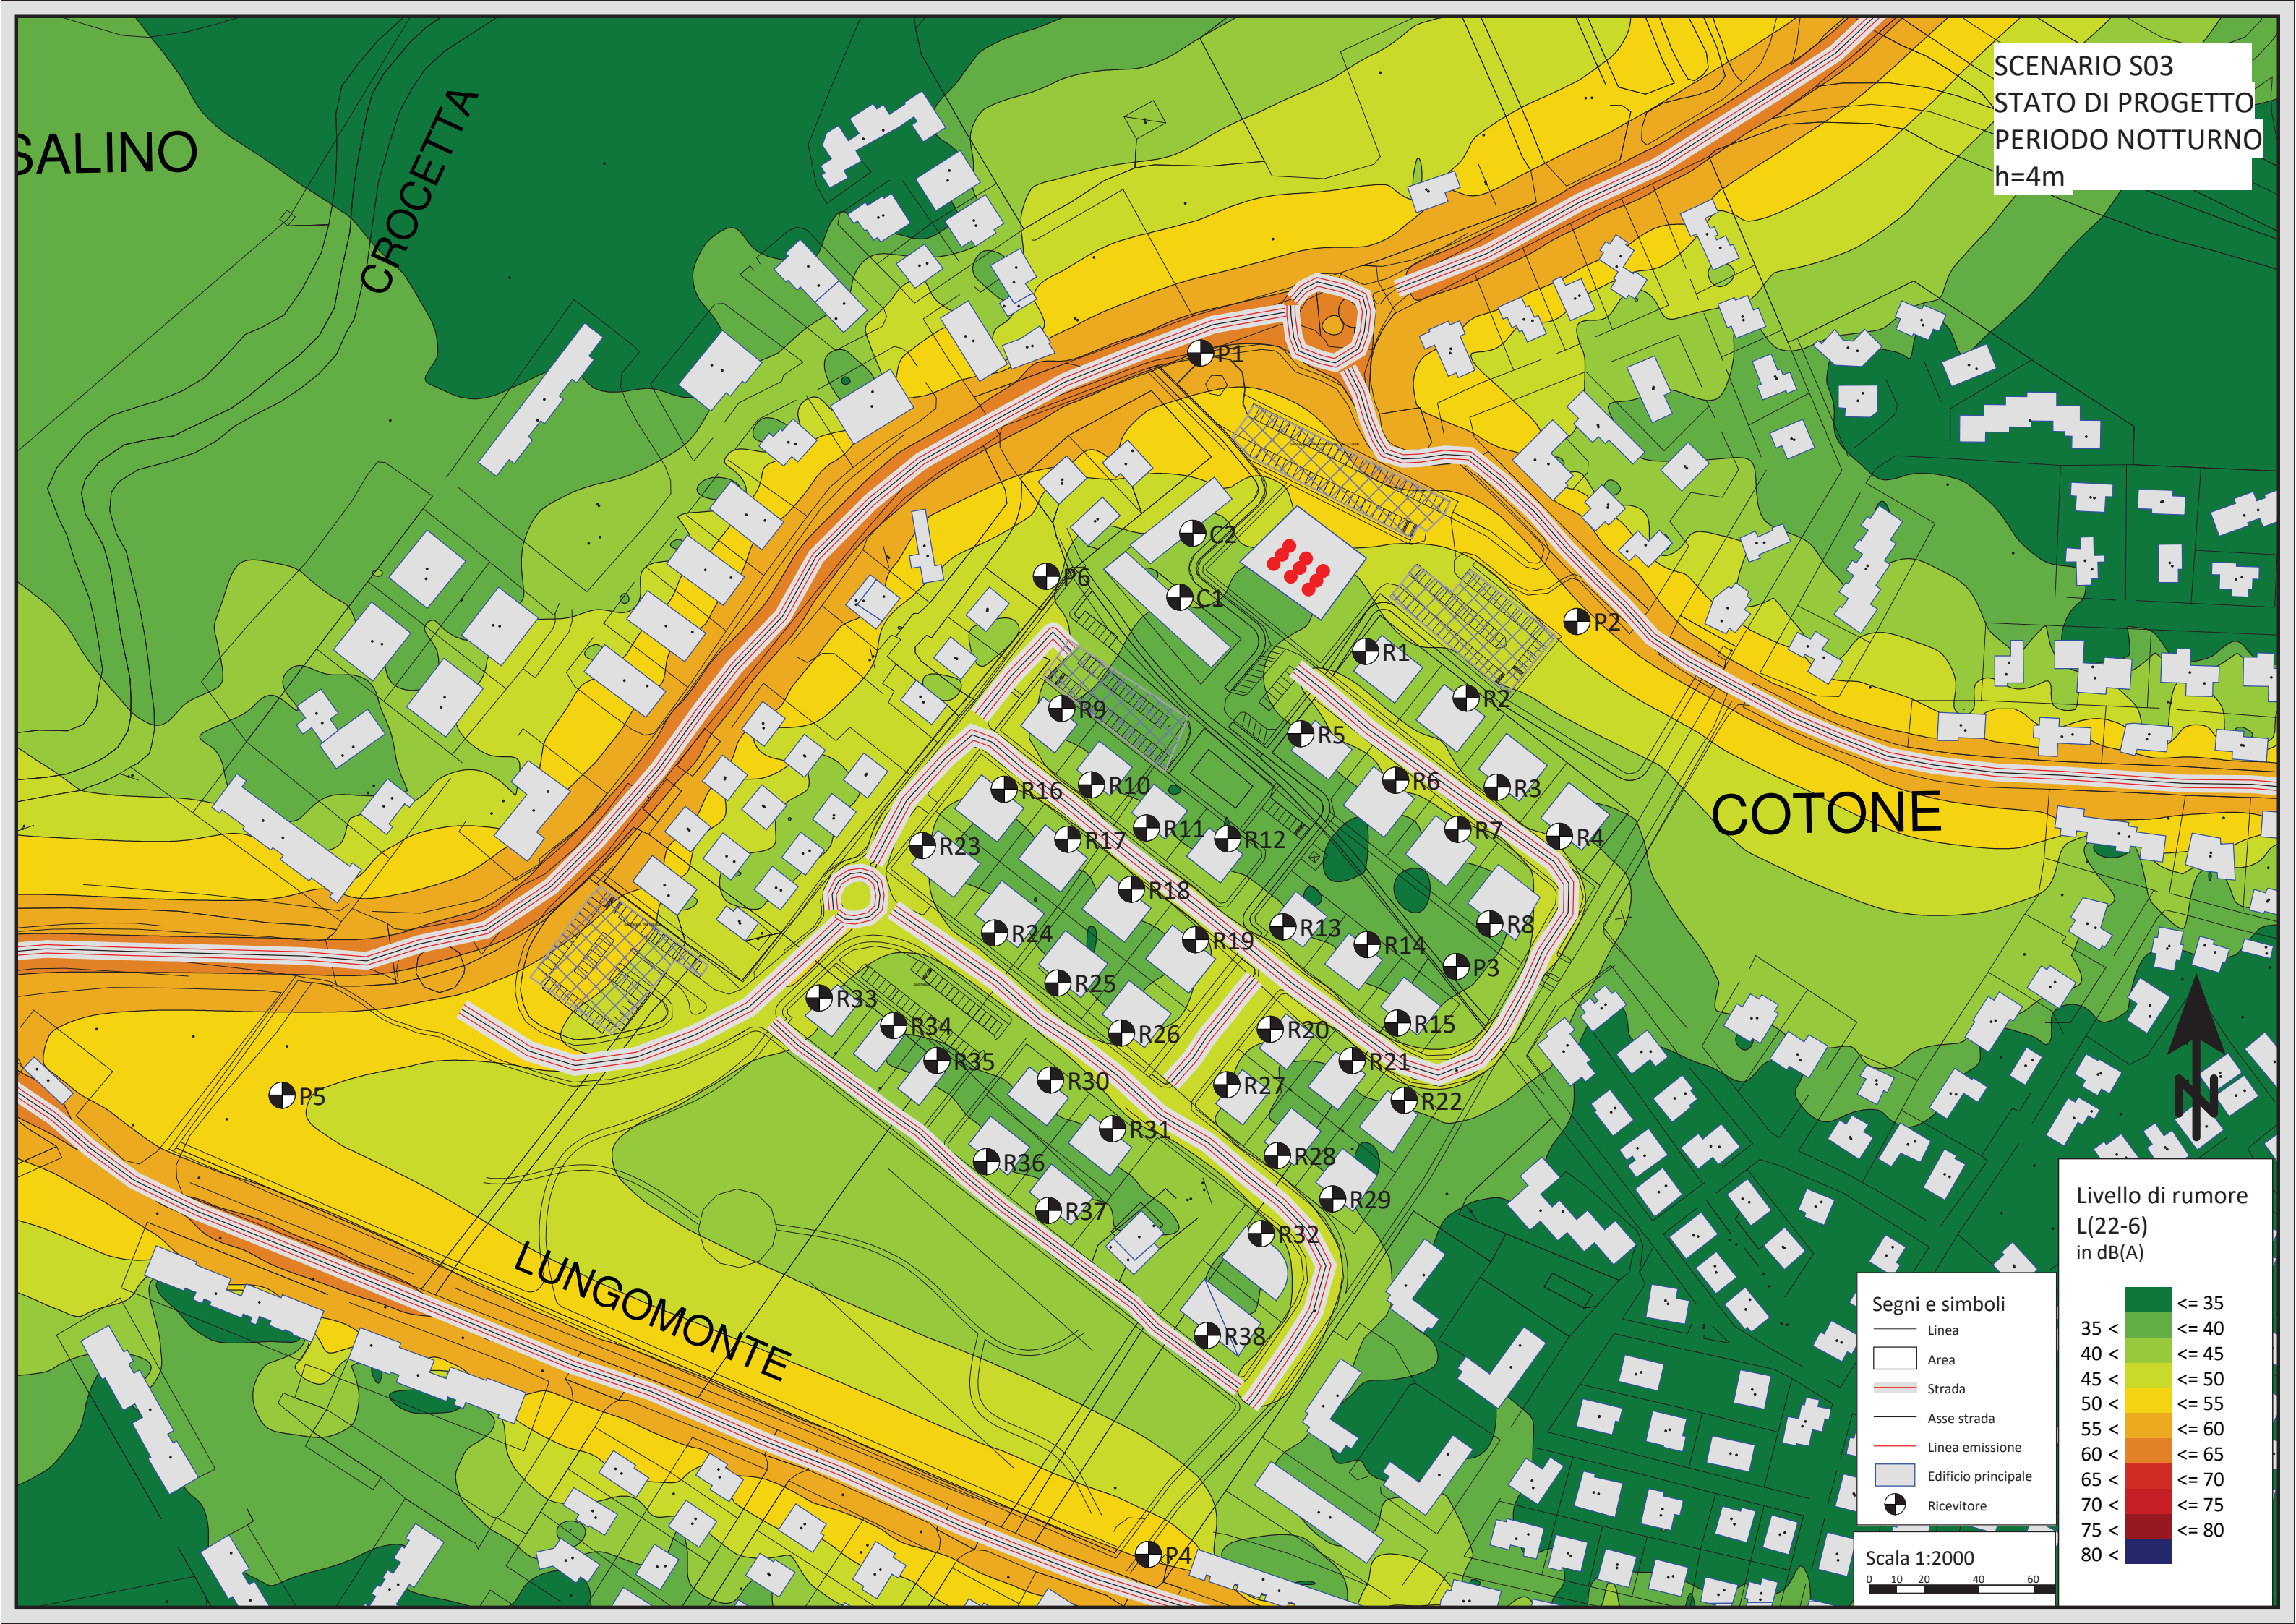 SALINO
CROCETTA
SCENARIO S03
STATO DI PROGETTO
PERIODO NOTTURNO
h=4m
P1
C2
P6
C1
P2
R1
R2
R9
R5
R10
R6
R3
R16
COTONE
R11
R7
R12
R17
R4
R23
R18
R8
R13
R24
R19
R14
P3
R25
R33
R15
R34
R20
R26
R35
R21
R30
R27
P5
R22
R31
R28
R36
R29
R37
R32
R38
LUNGOMONTE
P4
N
Livello di rumore
L(22-6)
in dB(A)
<= 35
35 < <= 40
40 < <= 45
45 < <= 50
50 < <= 55
55 < <= 60
60 < <= 65
65 < <= 70
70 < <= 75
75 < <= 80
80 <
Segni e simboli
Linea
Area
Strada
Asse strada
Linea emissione
Edificio principale
Ricevitore
Scala 1:2000
0 10 20 40 60